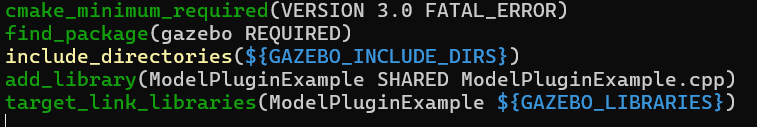 cmake_minimum_required(VERSION 3.0 FATAL_ERROR)
find_package(gazebo REQUIRED)
include_directories(${GAZEBO_INCLUDE_DIRS})
add_library(ModelPluginExample SHARED ModelPluginExample.cpp)
target_link_libraries(ModelPluginExample ${GAZEBO_LIBRARIES})